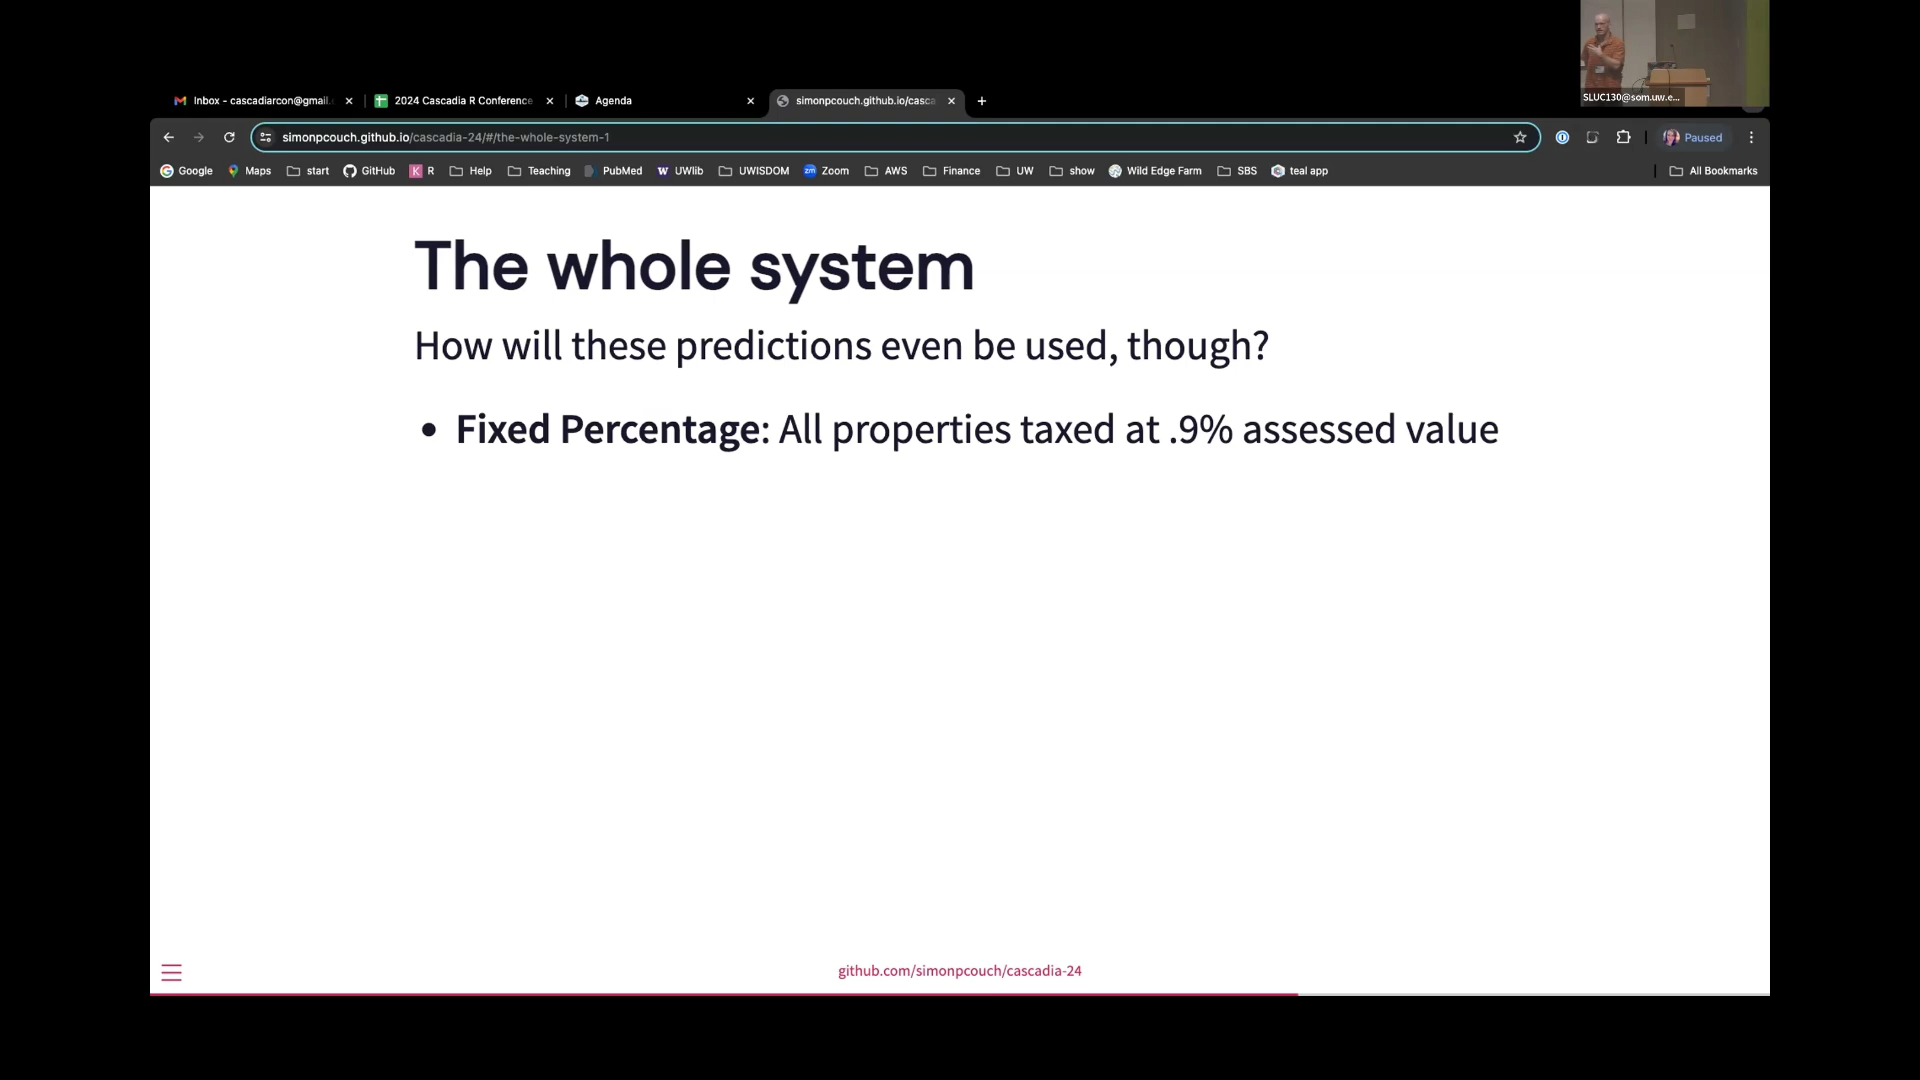 SLUC130@som.uw.e...
Inbox - cascadiarcon@gmail.
2024 Cascadia R Conference
Agenda
simonpcouch.github.io/casca
simonpcouch.github.io/cascadia-24/#/the-whole-system-1
Paused
Google
Maps
start
GitHub
K R
Help
Teaching
PubMed
W UWlib
UWISDOM
zm Zoom
AWS
Finance
UW
show
Wild Edge Farm
SBS
teal app
All Bookmarks
The whole system
How will these predictions even be used, though?
• Fixed Percentage: All properties taxed at .9% assessed value
github.com/simonpcouch/cascadia-24